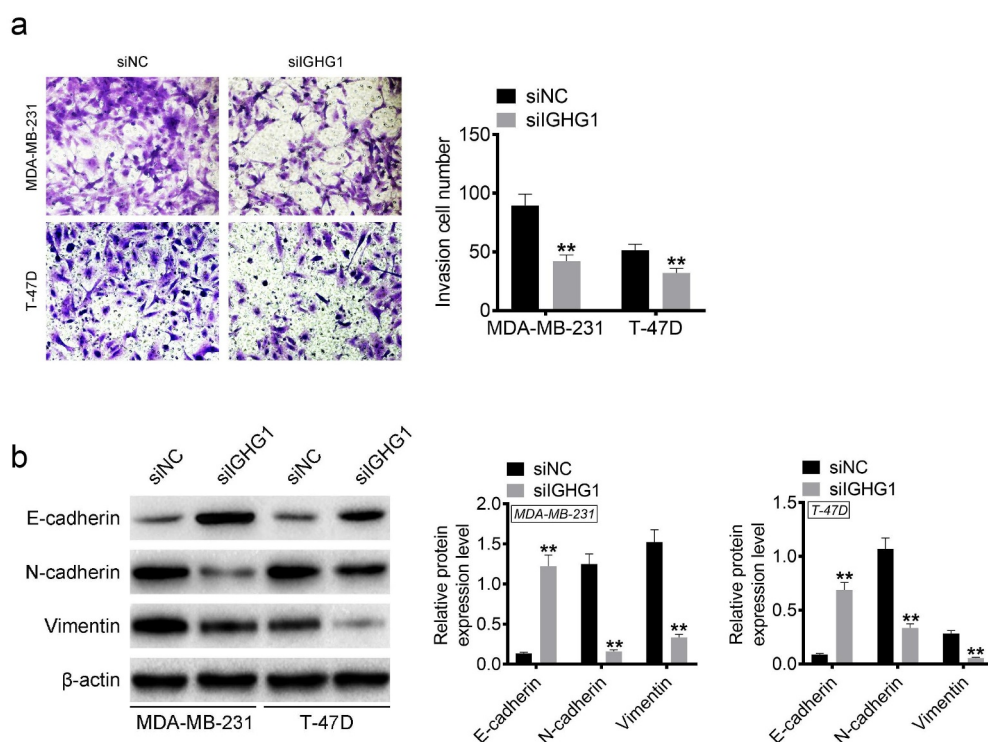 a
siNC
siIGHG1
MDA-MB-231
T-47D
siNC
siIGHG1
Invasion cell number
150
100
50
0
**
**
MDA-MB-231
T-47D
b
siNC
siIGHG1
siNC
siIGHG1
E-cadherin
N-cadherin
Vimentin
β-actin
MDA-MB-231
T-47D
siNC
siIGHG1
MDA-MB-231
Relative protein
expression level
2.0
1.5
1.0
0.5
0.0
**
**
**
E-cadherin
N-cadherin
Vimentin
siNC
siIGHG1
T-47D
Relative protein
expression level
1.5
1.0
0.5
0.0
**
**
**
E-cadherin
N-cadherin
Vimentin